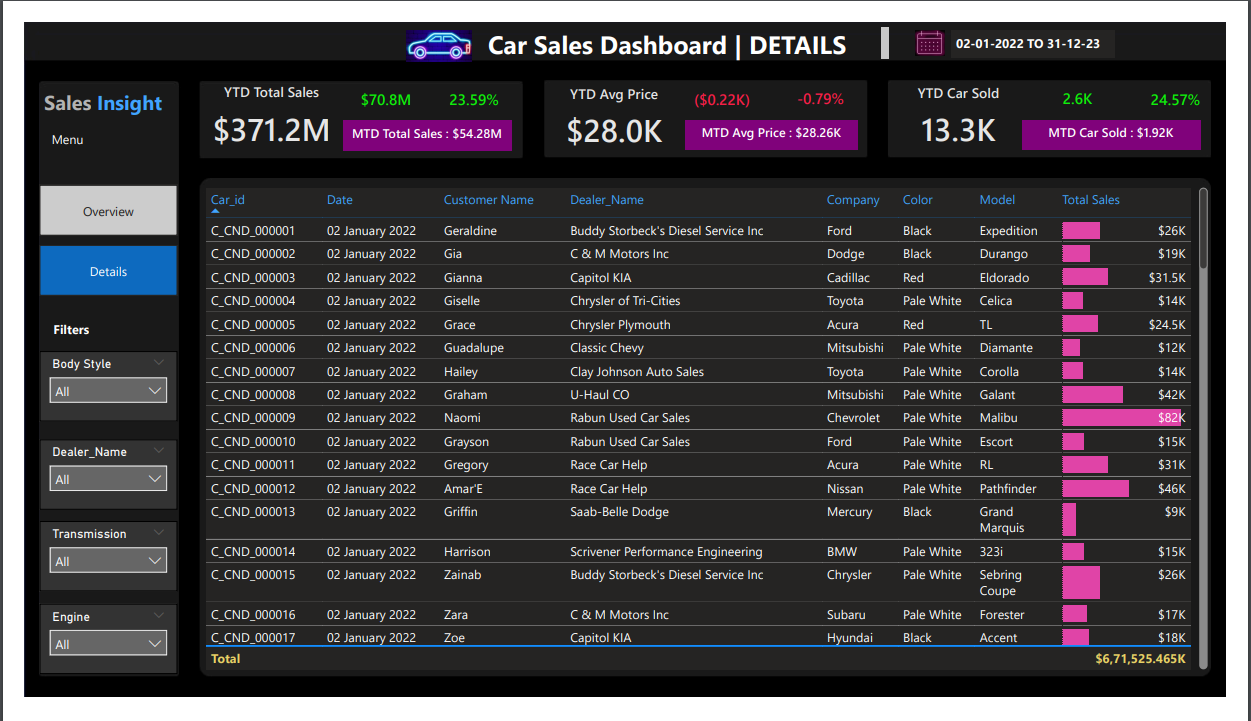 Car Sales Dashboard | DETAILS
02-01-2022 TO 31-12-23
Sales Insight
Menu
Overview
Details
Filters
Body Style
All
Dealer_Name
All
Transmission
All
Engine
All
YTD Total Sales
$70.8M 23.59%
$371.2M
MTD Total Sales : $54.28M
YTD Avg Price
($0.22K) -0.79%
$28.0K
MTD Avg Price : $28.26K
YTD Car Sold
2.6K 24.57%
13.3K
MTD Car Sold : $1.92K
Car_id Date Customer Name Dealer_Name Company Color Model Total Sales
C_CND_000001 02 January 2022 Geraldine Buddy Storbeck's Diesel Service Inc Ford Black Expedition $26K
C_CND_000002 02 January 2022 Gia C & M Motors Inc Dodge Black Durango $19K
C_CND_000003 02 January 2022 Gianna Capitol KIA Cadillac Red Eldorado $31.5K
C_CND_000004 02 January 2022 Giselle Chrysler of Tri-Cities Toyota Pale White Celica $14K
C_CND_000005 02 January 2022 Grace Chrysler Plymouth Acura Red TL $24.5K
C_CND_000006 02 January 2022 Guadalupe Classic Chevy Mitsubishi Pale White Diamante $12K
C_CND_000007 02 January 2022 Hailey Clay Johnson Auto Sales Toyota Pale White Corolla $14K
C_CND_000008 02 January 2022 Graham U-Haul CO Mitsubishi Pale White Galant $42K
C_CND_000009 02 January 2022 Naomi Rabun Used Car Sales Chevrolet Pale White Malibu $82K
C_CND_000010 02 January 2022 Grayson Rabun Used Car Sales Ford Pale White Escort $15K
C_CND_000011 02 January 2022 Gregory Race Car Help Acura Pale White RL $31K
C_CND_000012 02 January 2022 Amar'E Race Car Help Nissan Pale White Pathfinder $46K
C_CND_000013 02 January 2022 Griffin Saab-Belle Dodge Mercury Black Grand $9K
Marquis
C_CND_000014 02 January 2022 Harrison Scrivener Performance Engineering BMW Pale White 323i $15K
C_CND_000015 02 January 2022 Zainab Buddy Storbeck's Diesel Service Inc Chrysler Pale White Sebring $26K
Coupe
C_CND_000016 02 January 2022 Zara C & M Motors Inc Subaru Pale White Forester $17K
C_CND_000017 02 January 2022 Zoe Capitol KIA Hyundai Black Accent $18K
Total $6,71,525.465K